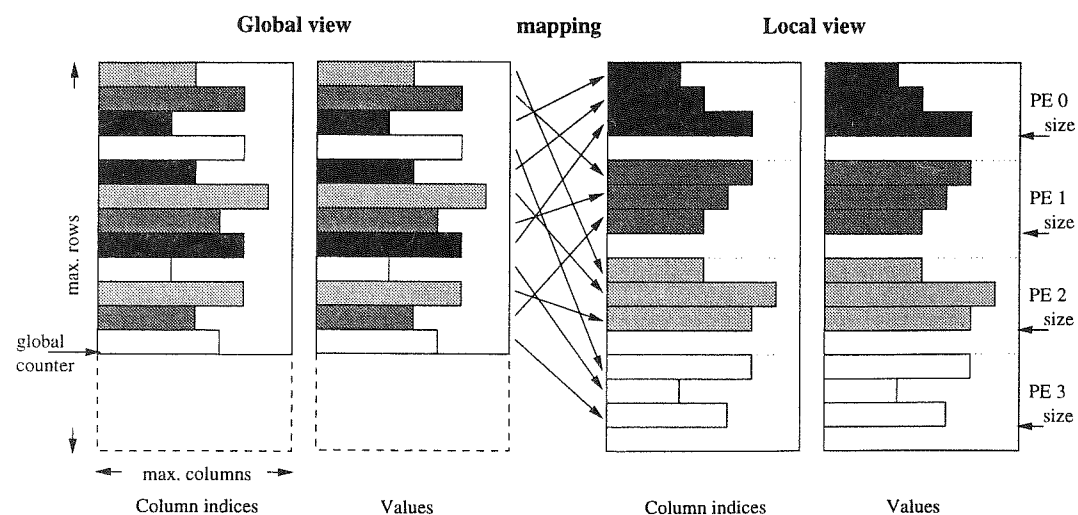 Global view
mapping
Local view
max. rows
global
counter
PE 0
size
PE 1
size
PE 2
size
PE 3
size
max. columns
Column indices
Values
Column indices
Values